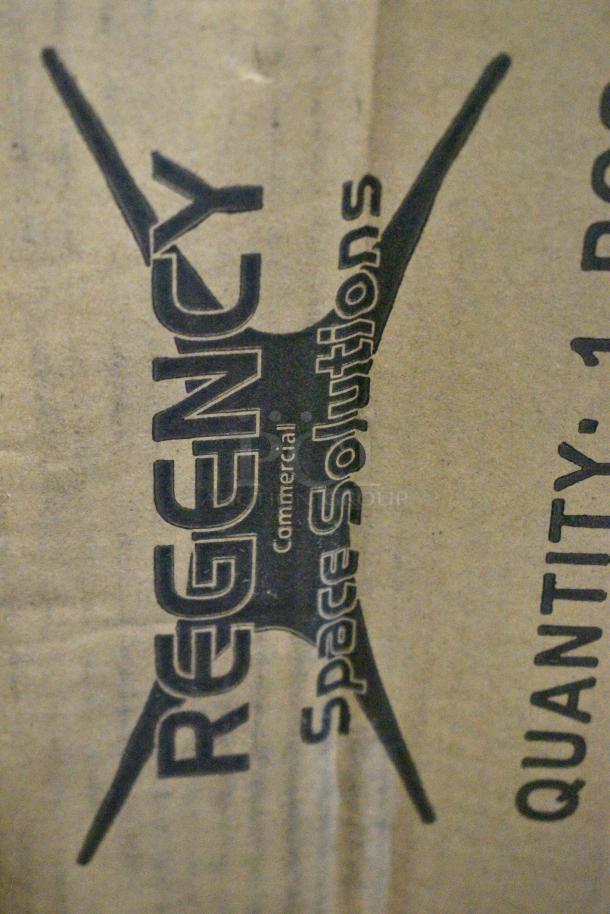 REGENCY
Commercial
Space Solutions
QUANTITY: 1